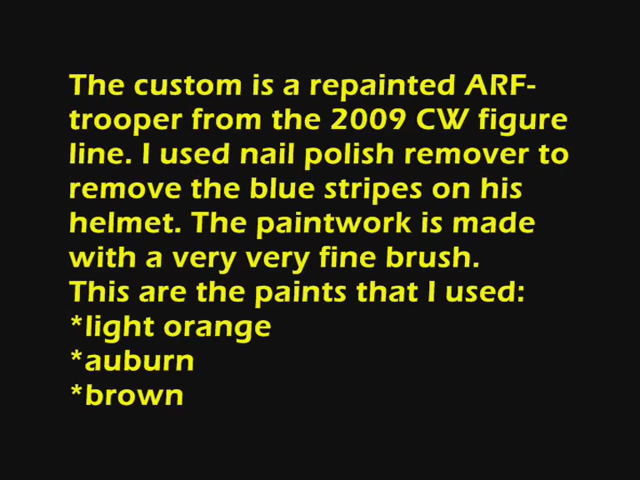 The custom is a repainted ARF-
trooper from the 2009 CW figure
line. I used nail polish remover to
remove the blue stripes on his
helmet. The paintwork is made
with a very very fine brush.
This are the paints that I used:
*light orange
*auburn
*brown